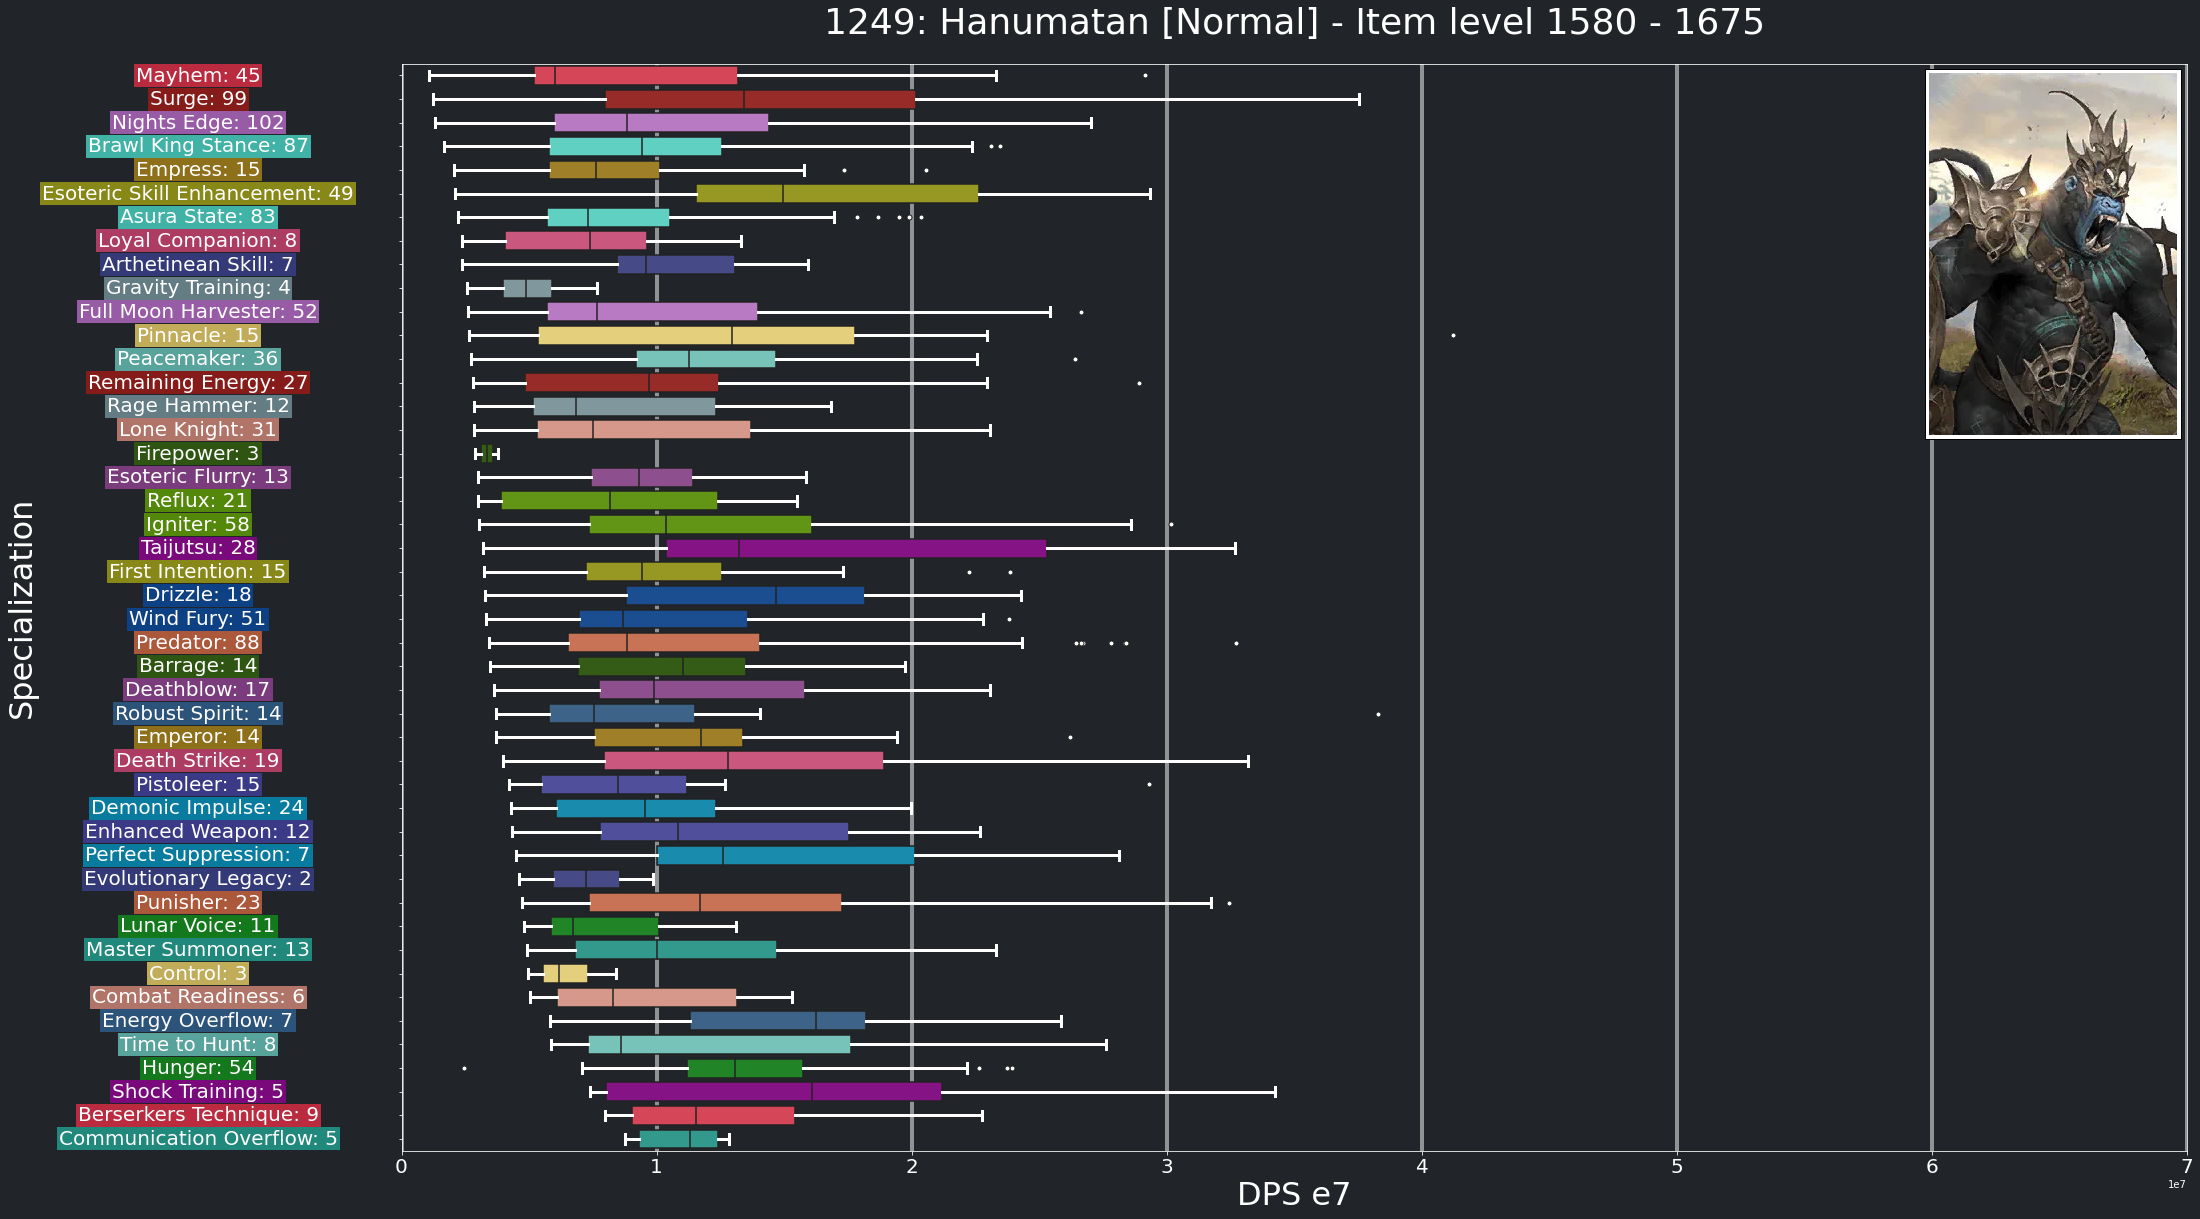 1249: Hanumatan [Normal] - Item level 1580 - 1675
Mayhem: 45
Surge: 99
Nights Edge: 102
Brawl King Stance: 87
Empress: 15
Esoteric Skill Enhancement: 49
Asura State: 83
Loyal Companion: 8
Arthetinean Skill: 7
Gravity Training: 4
Full Moon Harvester: 52
Pinnacle: 15
Peacemaker: 36
Remaining Energy: 27
Rage Hammer: 12
Lone Knight: 31
Firepower: 3
Esoteric Flurry: 13
Reflux: 21
Igniter: 58
Taijutsu: 28
First Intention: 15
Drizzle: 18
Wind Fury: 51
Predator: 88
Barrage: 14
Deathblow: 17
Robust Spirit: 14
Emperor: 14
Death Strike: 19
Pistoleer: 15
Demonic Impulse: 24
Enhanced Weapon: 12
Perfect Suppression: 7
Evolutionary Legacy: 2
Punisher: 23
Lunar Voice: 11
Master Summoner: 13
Control: 3
Combat Readiness: 6
Energy Overflow: 7
Time to Hunt: 8
Hunger: 54
Shock Training: 5
Berserkers Technique: 9
Communication Overflow: 5
Specialization
0 1 2 3 4 5 6 7
1e7
DPS e7